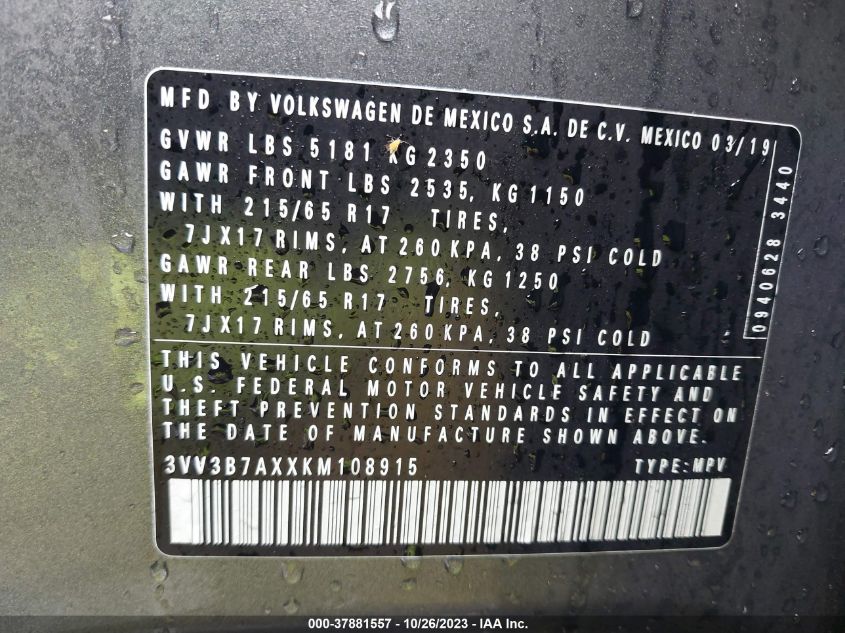 MFD BY VOLKSWAGEN DE MEXICO S.A. DE C.V. MEXICO 03/19
GVWR LBS 5181 KG 2350
GAWR FRONT LBS 2535, KG 1150
WITH 215/65 R17 TIRES,
7JX17 RIMS, AT 260 KPA, 38 PSI COLD
GAWR REAR LBS 2756, KG 1250
WITH 215/65 R17 TIRES,
7JX17 RIMS, AT 260 KPA, 38 PSI COLD
0940628 3440
THIS VEHICLE CONFORMS TO ALL APPLICABLE
U.S. FEDERAL MOTOR VEHICLE SAFETY AND
THEFT PREVENTION STANDARDS IN EFFECT ON
THE DATE OF MANUFACTURE SHOWN ABOVE.
3VV3B7AXXKM108915 TYPE: MPV
000-37881557 - 10/26/2023 - IAA Inc.